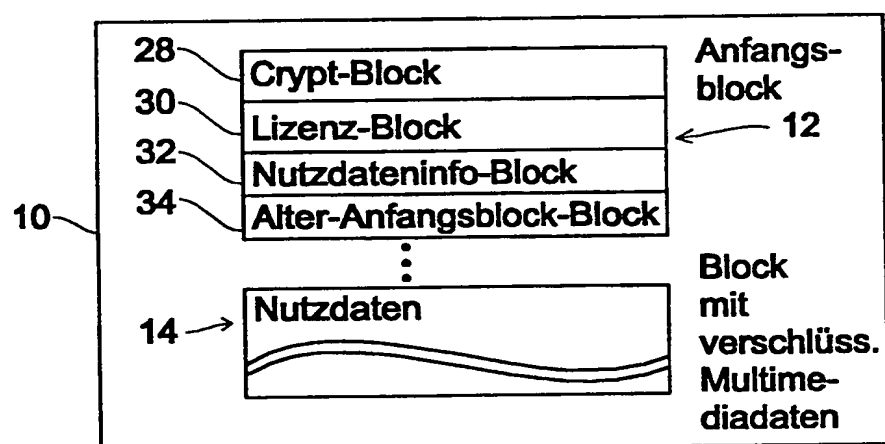 28
Crypt-Block
Anfangs-
block
30
Lizenz-Block
12
32
Nutzdateninfo-Block
10
34
Alter-Anfangsblock-Block
Block
mit
verschlüss.
Multime-
diadaten
14
Nutzdaten